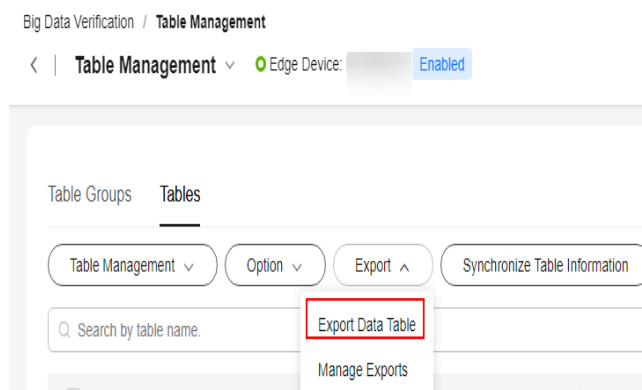 Big Data Verification / Table Management
Table Management Edge Device: Enabled
Table Groups Tables
Table Management Option Export Synchronize Table Information
Search by table name.
Export Data Table
Manage Exports